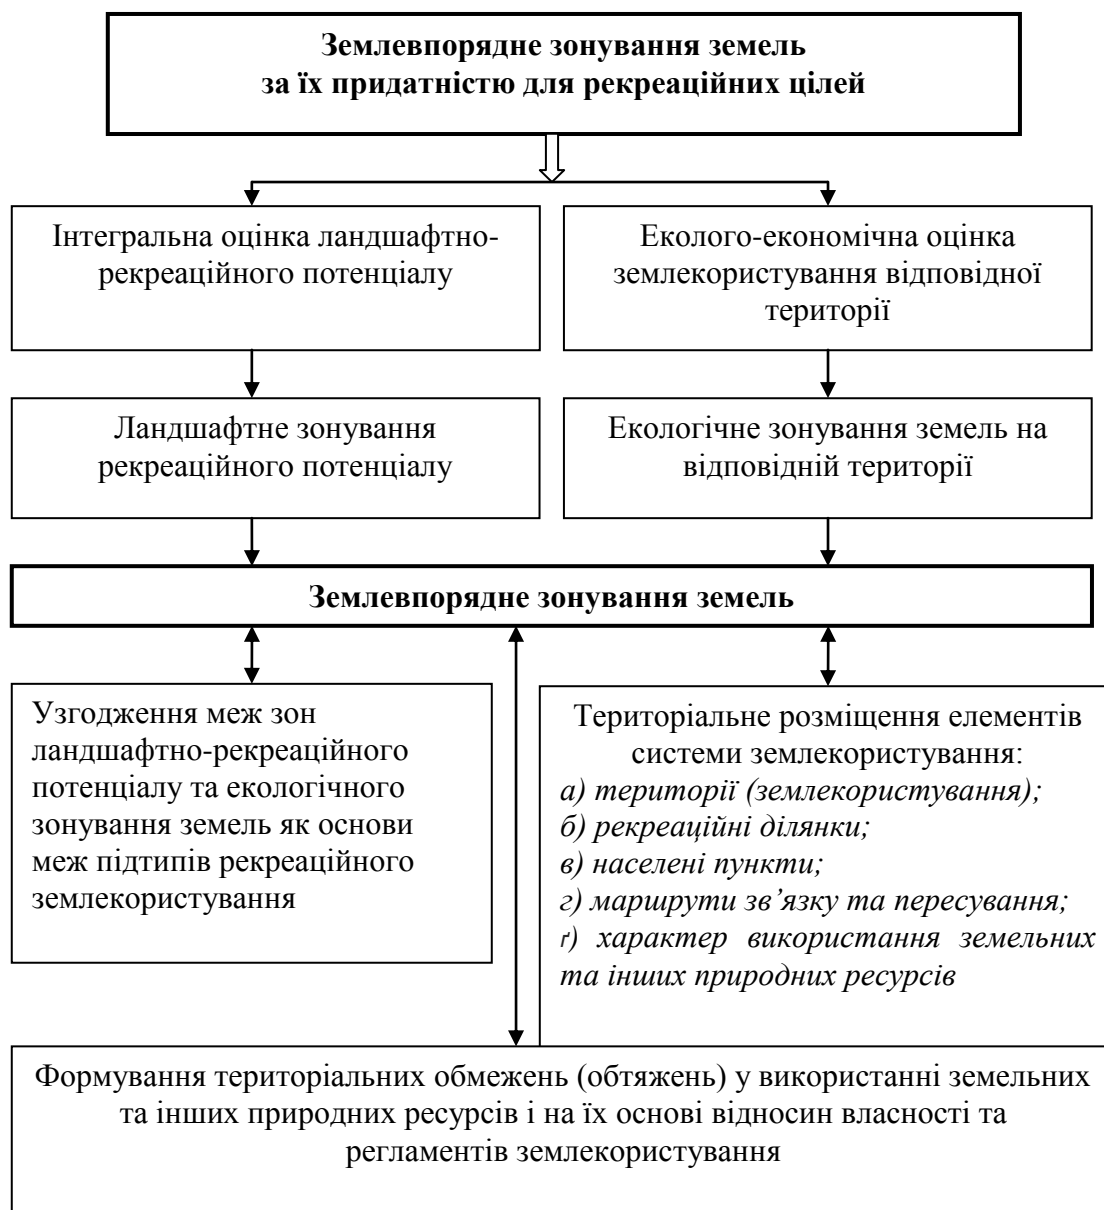 Землевпорядне зонування земель
за їх придатністю для рекреаційних цілей
Інтегральна оцінка ландшафтно-
рекреаційного потенціалу
Еколого-економічна оцінка
землекористування відповідної
території
Ландшафтне зонування
рекреаційного потенціалу
Екологічне зонування земель на
відповідній території
Землевпорядне зонування земель
Узгодження меж зон
ландшафтно-рекреаційного
потенціалу та екологічного
зонування земель як основи
меж підтипів рекреаційного
землекористування
Територіальне розміщення елементів
системи землекористування:
а) території (землекористування);
б) рекреаційні ділянки;
в) населені пункти;
г) маршрути зв’язку та пересування;
ґ) характер використання земельних
та інших природних ресурсів
Формування територіальних обмежень (обтяжень) у використанні земельних
та інших природних ресурсів і на їх основі відносин власності та
регламентів землекористування